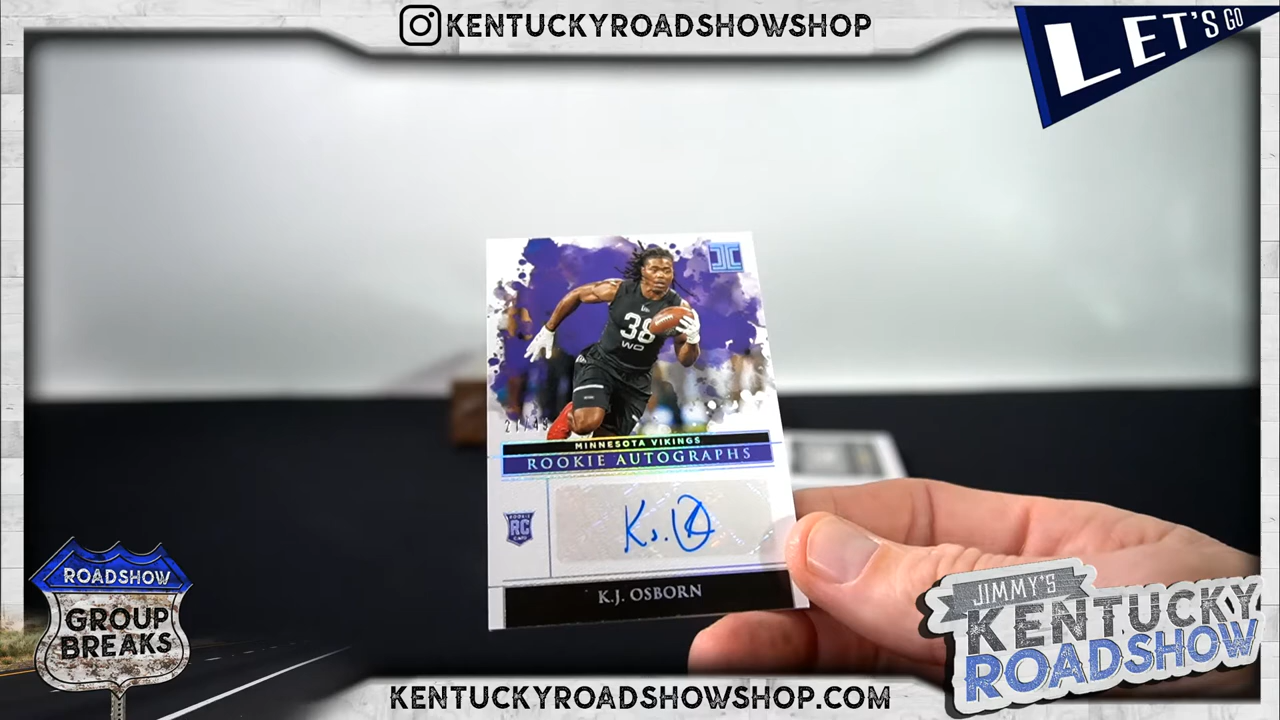 KENTUCKYROADSHOWSHOP
LET'S GO
38
WO
MINNESOTA VIKINGS
ROOKIE AUTOGRAPHS
ROOKIE
RC
K.J. OSBORN
ROADSHOW
GROUP
BREAKS
JIMMY'S
KENTUCKY
ROADSHOW
KENTUCKYROADSHOWSHOP.COM